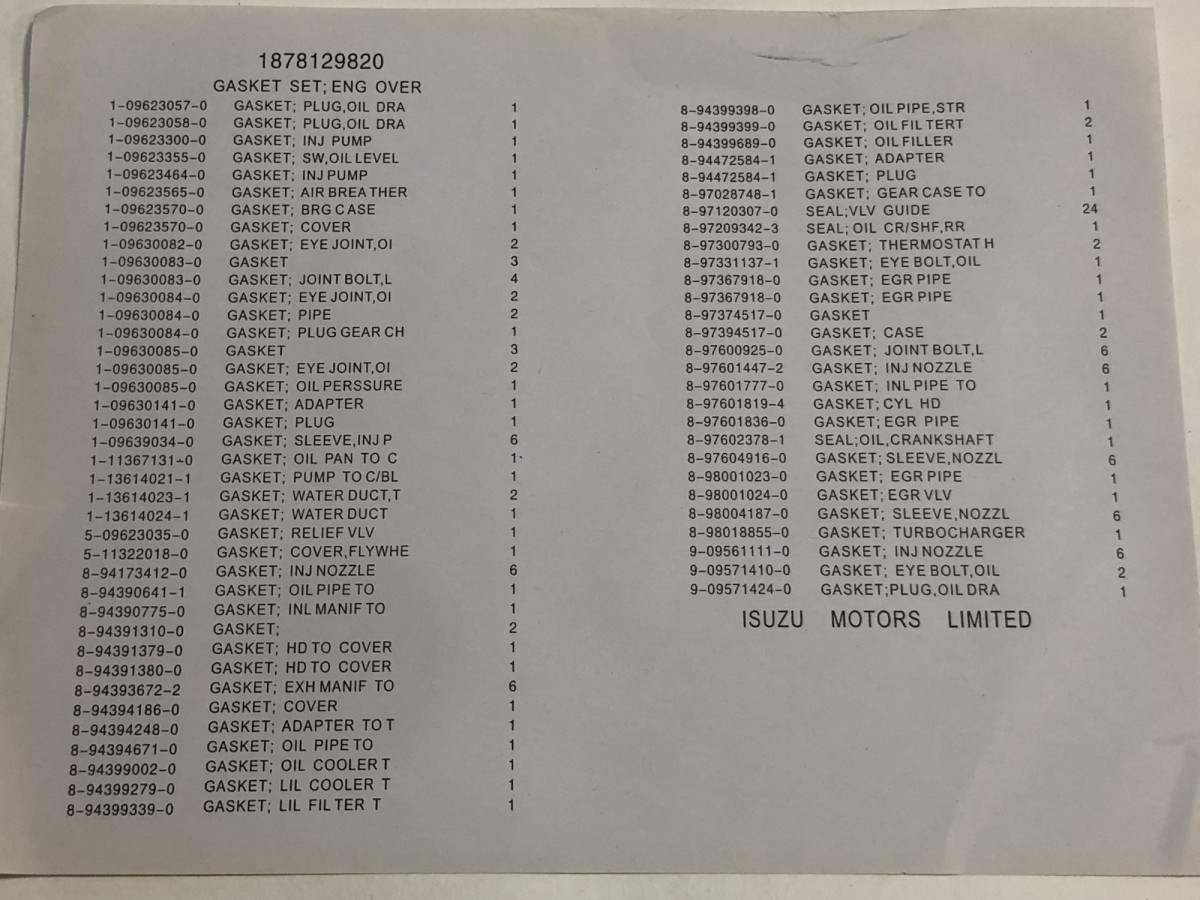 1878129820
GASKET SET; ENG OVER
1-09623057-0 GASKET; PLUG,OIL DRA 1
1-09623058-0 GASKET; PLUG,OIL DRA 1
1-09623300-0 GASKET; INJ PUMP 1
1-09623355-0 GASKET; SW,OIL LEVEL 1
1-09623464-0 GASKET; INJ PUMP 1
1-09623565-0 GASKET; AIR BREA THER 1
1-09623570-0 GASKET; BRG CASE 1
1-09623570-0 GASKET; COVER 1
1-09630082-0 GASKET; EYE JOINT,OI 2
1-09630083-0 GASKET 3
1-09630083-0 GASKET; JOINT BOLT,L 4
1-09630084-0 GASKET; EYE JOINT,OI 2
1-09630084-0 GASKET; PIPE 2
1-09630084-0 GASKET; PLUG GEAR CH 1
1-09630085-0 GASKET 3
1-09630085-0 GASKET; EYE JOINT,OI 2
1-09630085-0 GASKET; OIL PERSSURE 1
1-09630141-0 GASKET; ADAPTER 1
1-09630141-0 GASKET; PLUG 1
1-09639034-0 GASKET; SLEEVE,INJ P 6
1-11367131-0 GASKET; OIL PAN TO C 1
1-13614021-1 GASKET; PUMP TO C/BL 1
1-13614023-1 GASKET; WATER DUCT,T 2
1-13614024-1 GASKET; WATER DUCT 1
5-09623035-0 GASKET; RELIEF VLV 1
5-11322018-0 GASKET; COVER,FLYWHE 1
8-94173412-0 GASKET; INJ NOZZLE 6
8-94390641-1 GASKET; OIL PIPE TO 1
8-94390775-0 GASKET; INL MANIF TO 1
8-94391310-0 GASKET; 2
8-94391379-0 GASKET; HD TO COVER 1
8-94391380-0 GASKET; HD TO COVER 1
8-94393672-2 GASKET; EXH MANIF TO 6
8-94394186-0 GASKET; COVER 1
8-94394248-0 GASKET; ADAPTER TO T 1
8-94394671-0 GASKET; OIL PIPE TO 1
8-94399002-0 GASKET; OIL COOLER T 1
8-94399279-0 GASKET; LIL COOLER T 1
8-94399339-0 GASKET; LIL FILTER T 1
8-94399398-0 GASKET; OIL PIPE,STR 1
8-94399399-0 GASKET; OIL FILTERT 2
8-94399689-0 GASKET; OIL FILLER 1
8-94472584-1 GASKET; ADAPTER 1
8-94472584-1 GASKET; PLUG 1
8-97028748-1 GASKET; GEAR CASE TO 1
8-97120307-0 SEAL;VLV GUIDE 24
8-97209342-3 SEAL; OIL CR/SHF,RR 1
8-97300793-0 GASKET; THERMOSTAT H 2
8-97331137-1 GASKET; EYE BOLT,OIL 1
8-97367918-0 GASKET; EGR PIPE 1
8-97367918-0 GASKET; EGR PIPE 1
8-97374517-0 GASKET 1
8-97394517-0 GASKET; CASE 2
8-97600925-0 GASKET; JOINT BOLT,L 6
8-97601447-2 GASKET; INJ NOZZLE 6
8-97601777-0 GASKET; INL PIPE TO 1
8-97601819-4 GASKET; CYL HD 1
8-97601836-0 GASKET; EGR PIPE 1
8-97602378-1 SEAL;OIL,CRANKSHAFT 1
8-97604916-0 GASKET; SLEEVE,NOZZL 6
8-98001023-0 GASKET; EGR PIPE 1
8-98001024-0 GASKET; EGR VLV 1
8-98004187-0 GASKET; SLEEVE,NOZZL 6
8-98018855-0 GASKET; TURBOCHARGER 1
9-09561111-0 GASKET; INJ NOZZLE 6
9-09571410-0 GASKET; EYE BOLT,OIL 2
9-09571424-0 GASKET;PLUG,OIL DRA 1
ISUZU MOTORS LIMITED